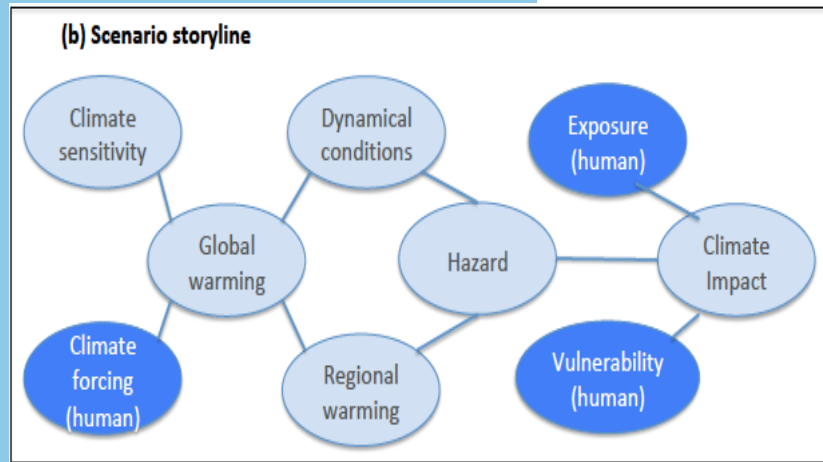 (b) Scenario storyline
Climate
sensitivity
Dynamical
conditions
Exposure
(human)
Global
warming
Hazard
Climate
Impact
Climate
forcing
(human)
Regional
warming
Vulnerability
(human)